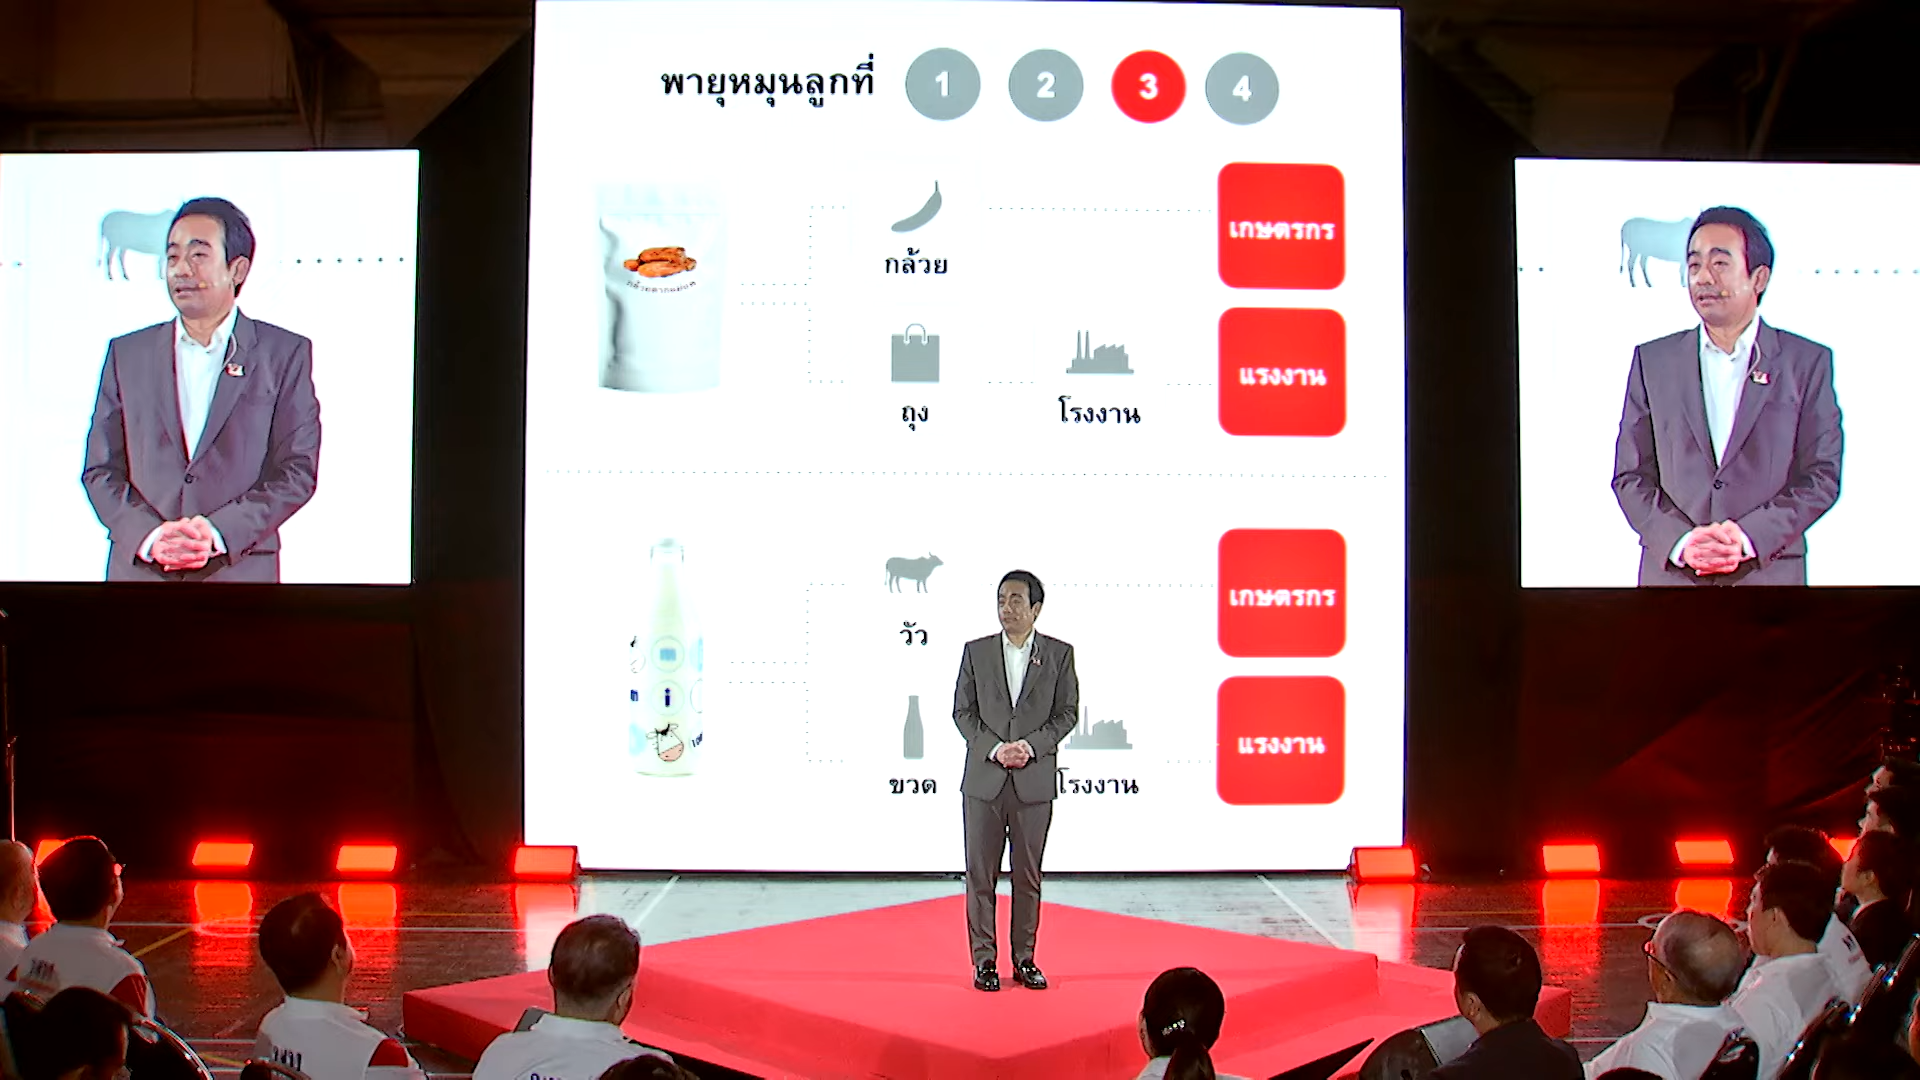 พายุหมุนลูกที่ 1 2 3 4
กล้วย
เกษตรกร
ถุง
โรงงาน
แรงงาน
วัว
เกษตรกร
ขวด
โรงงาน
แรงงาน